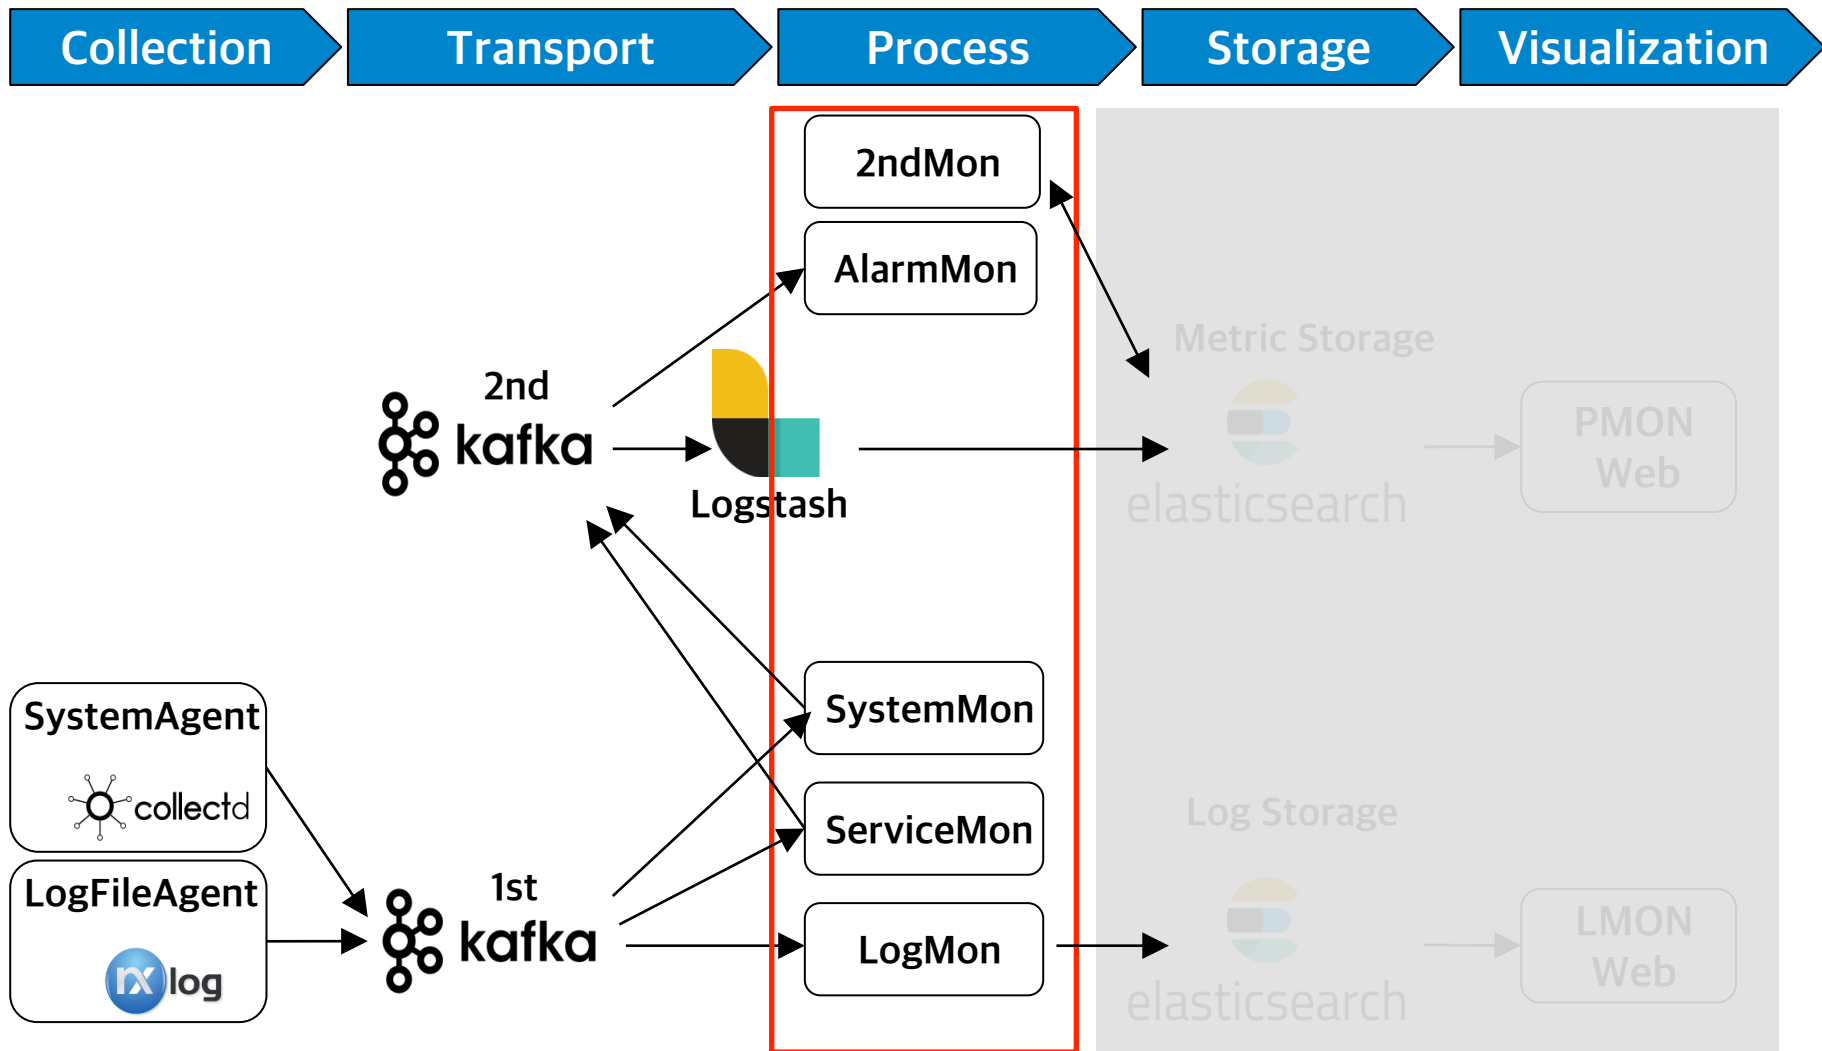 Collection
Transport
Process
Storage
Visualization
2ndMon
AlarmMon
2nd
kafka
Logstash
Metric Storage
elasticsearch
PMON
Web
SystemAgent
collectd
LogFileAgent
nxlog
1st
kafka
SystemMon
ServiceMon
LogMon
Log Storage
elasticsearch
LMON
Web